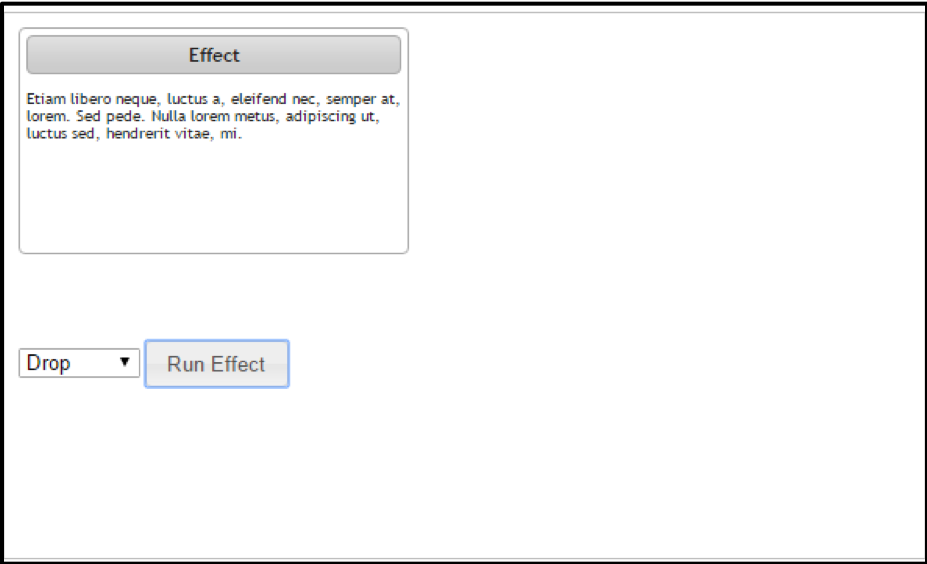 Effect
Etiam libero neque, luctus a, eleifend nec, semper at,
lorem. Sed pede. Nulla lorem metus, adipiscing ut,
luctus sed, hendrerit vitae, mi.
Drop
Run Effect